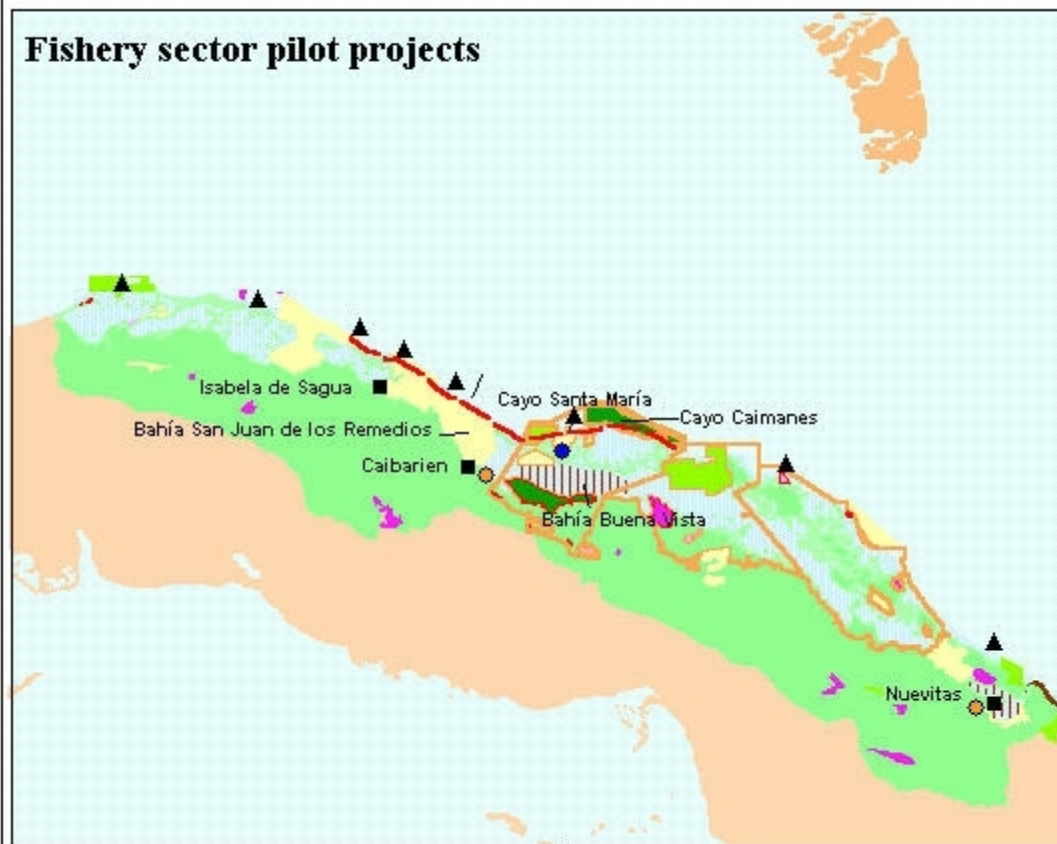 Fishery sector pilot projects
Isabela de Sagua
Cayo Santa María
Cayo Caimanes
Bahía San Juan de los Remedios
Caibarien
Bahía Buena Vista
Nuevitas